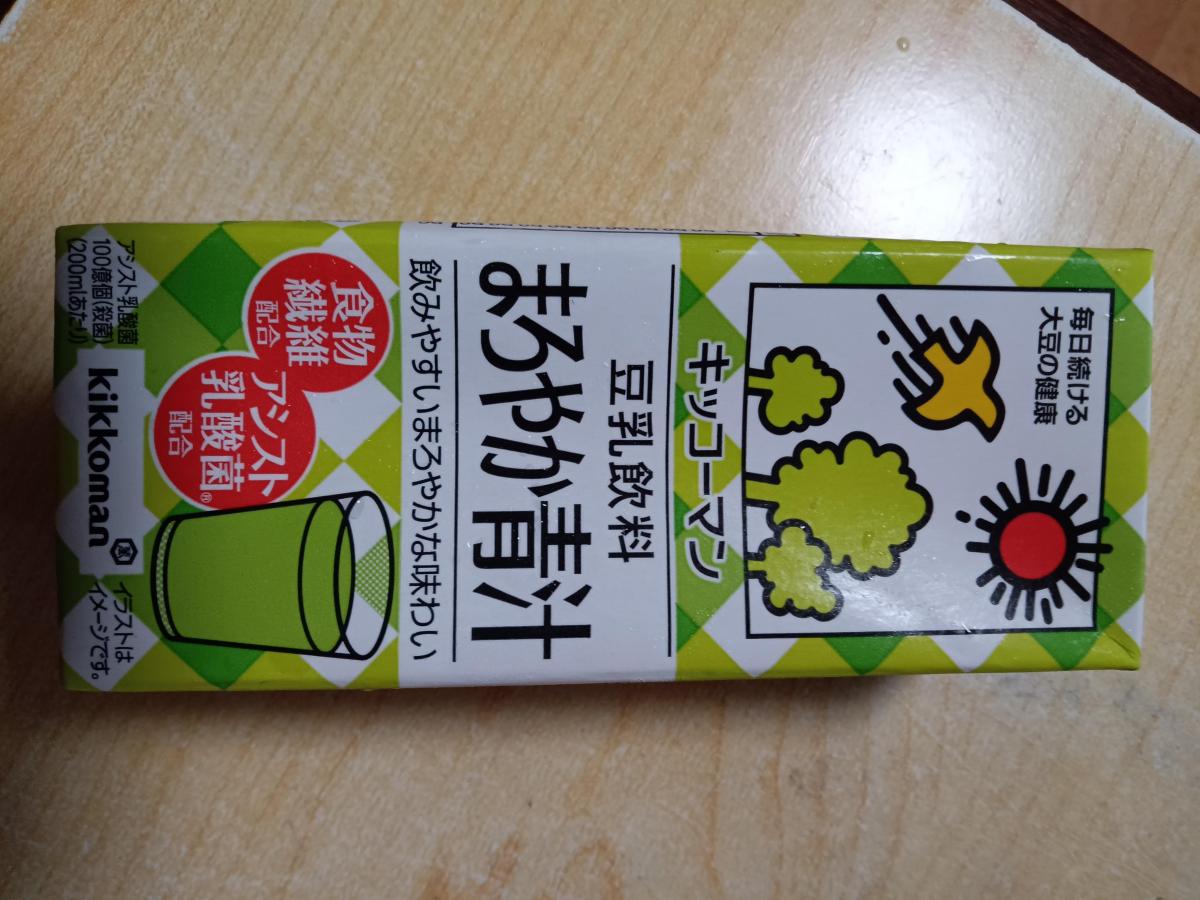 毎日続ける
大豆の健康
キッコーマン
豆乳飲料
まろやか青汁
飲みやすいまろやかな味わい
食物
繊維
配合
アシスト
乳酸菌®
配合
アシスト乳酸菌
100億個(殺菌)
(200mlあたり)
kikkoman
イラストは
イメージです。